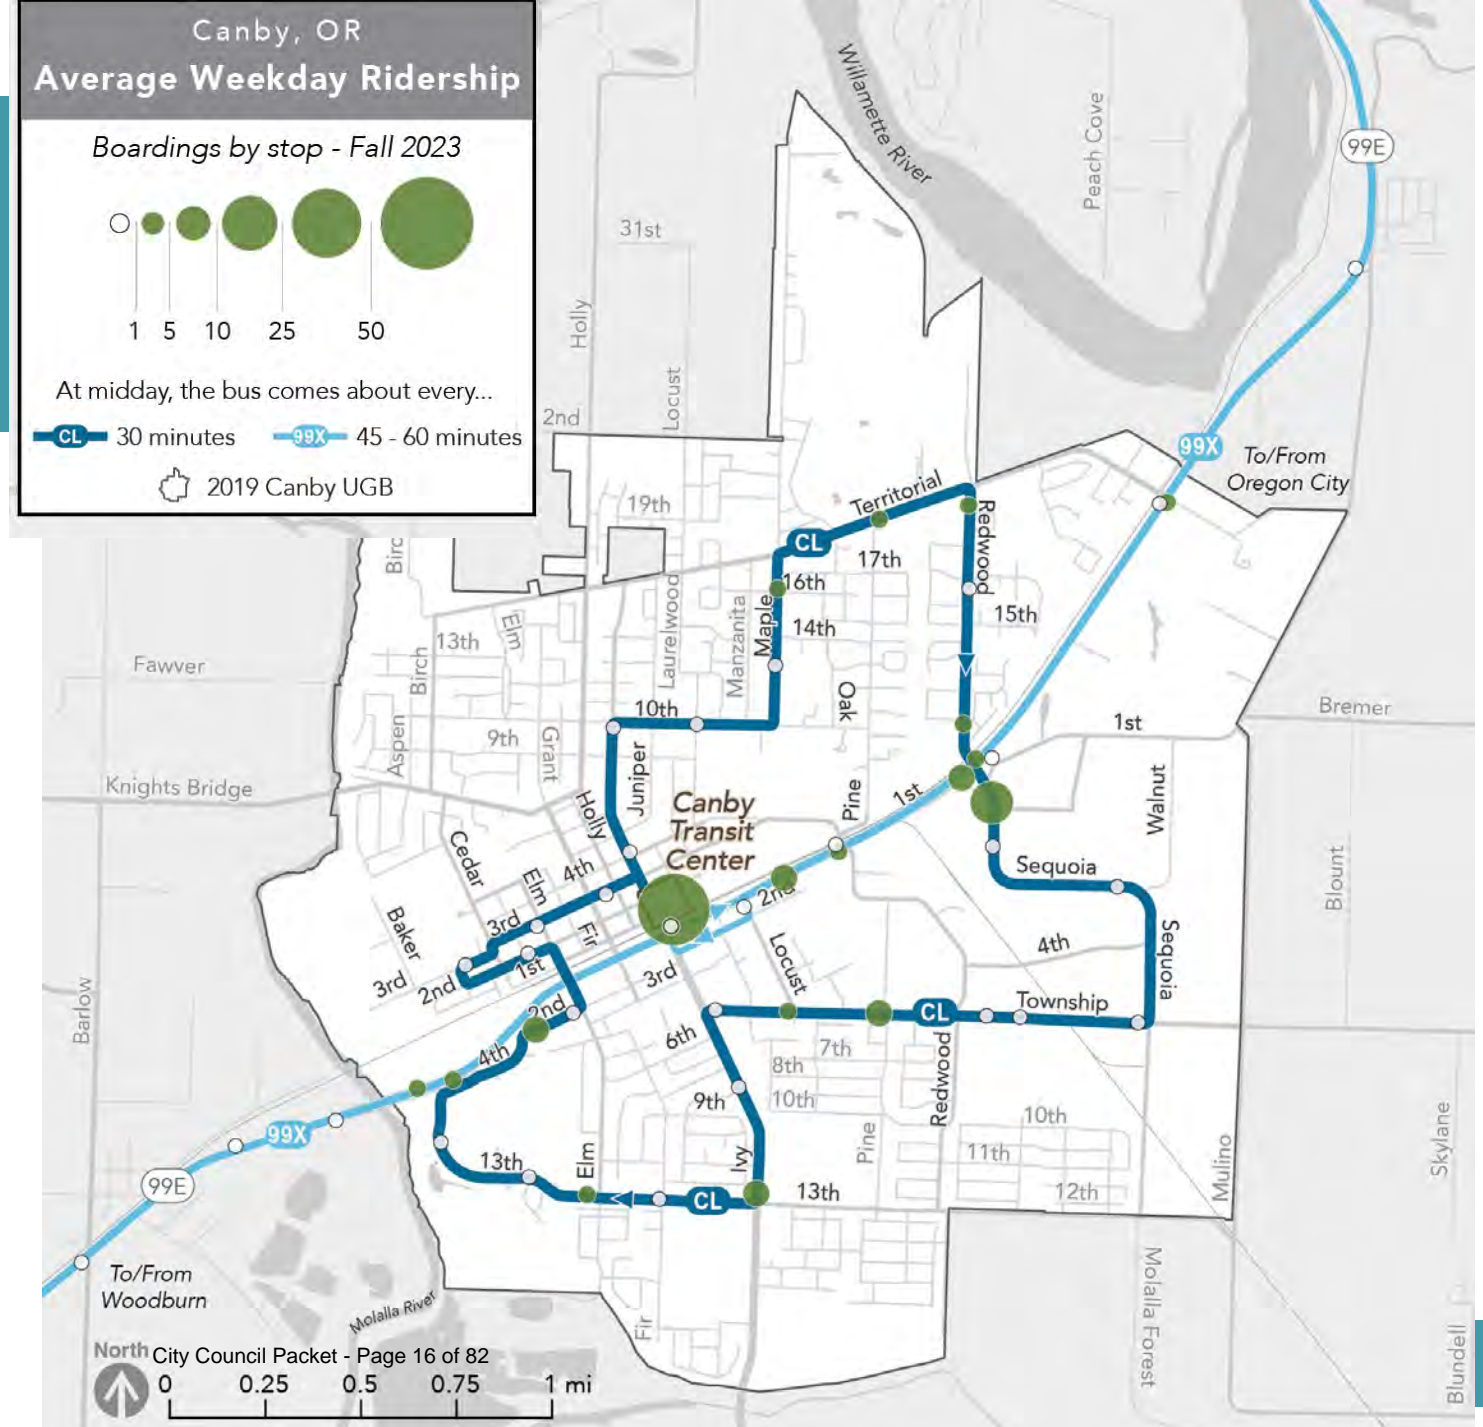 Canby, OR
Average Weekday Ridership
Boardings by stop - Fall 2023
1 5 10 25 50
At midday, the bus comes about every...
CL 30 minutes 99X 45 - 60 minutes
2019 Canby UGB
Willamette River
Peach Cove
99E
31st
Holly
Locust
2nd
99X
To/From
Oregon City
19th
Territorial
Redwood
CL
17th
16th
15th
14th
Maple
Manzanita
Laurelwood
Birc
Elm
13th
Birch
Fawver
Aspen
9th
Grant
10th
Juniper
Oak
1st
Bremer
Knights Bridge
Holly
Canby
Transit
Center
Pine
1st
Walnut
Cedar
Elm
4th
Sequoia
Blount
Baker
3rd
Fir
2nd
Locust
4th
Sequoia
3rd
2nd
1st
3rd
Barlow
2nd
6th
CL
Township
4th
7th
8th
10th
9th
Redwood
10th
99X
Pine
11th
12th
Skylane
Mulino
13th
Elm
Ivy
13th
CL
99E
To/From
Woodburn
Molalla River
Fir
Molalla Forest
Blundell
North
City Council Packet - Page 16 of 82
0 0.25 0.5 0.75 1 mi